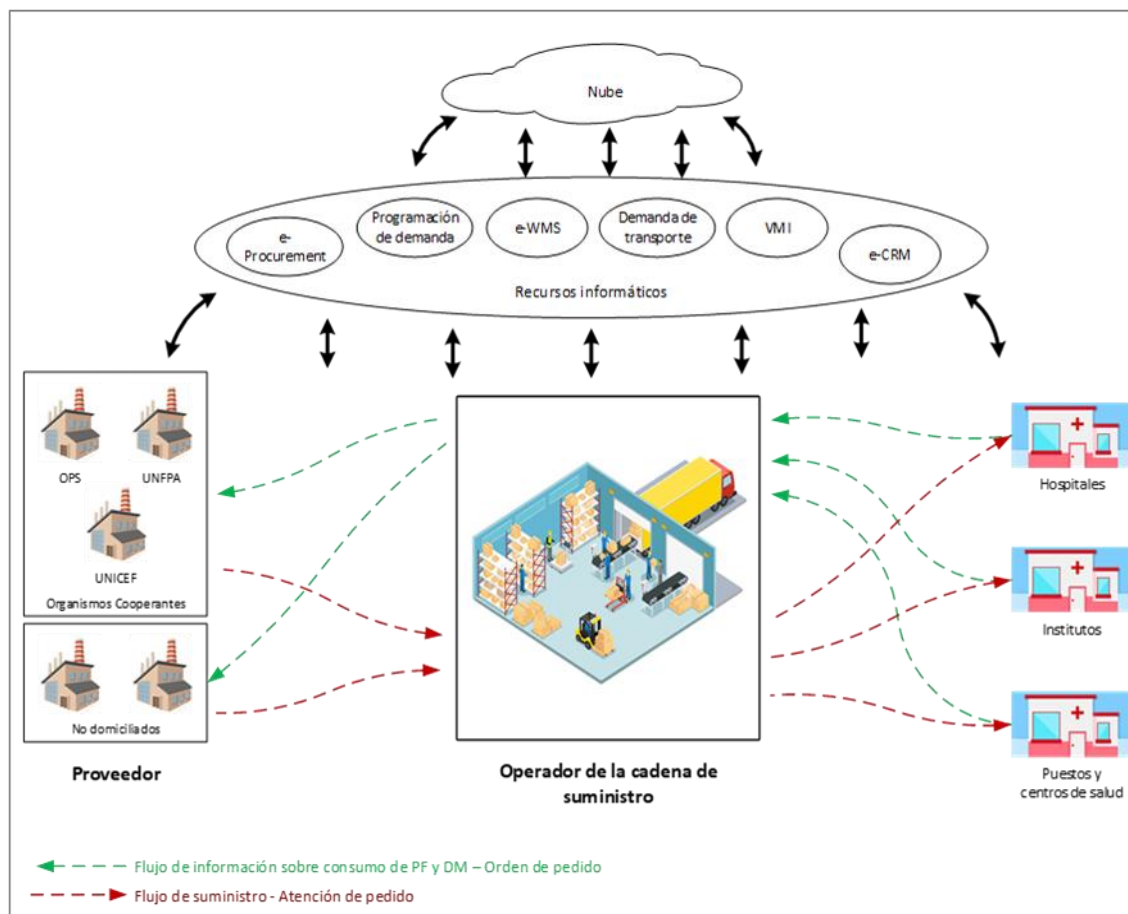 Nube
e-
Procurement
Programación
de demanda
e-WMS
Demanda de
transporte
VMI
e-CRM
Recursos informáticos
OPS
UNFPA
UNICEF
Organismos Cooperantes
No domiciliados
Proveedor
Operador de la cadena de
suministro
Hospitales
Institutos
Puestos y
centros de salud
Flujo de información sobre consumo de PF y DM – Orden de pedido
Flujo de suministro - Atención de pedido